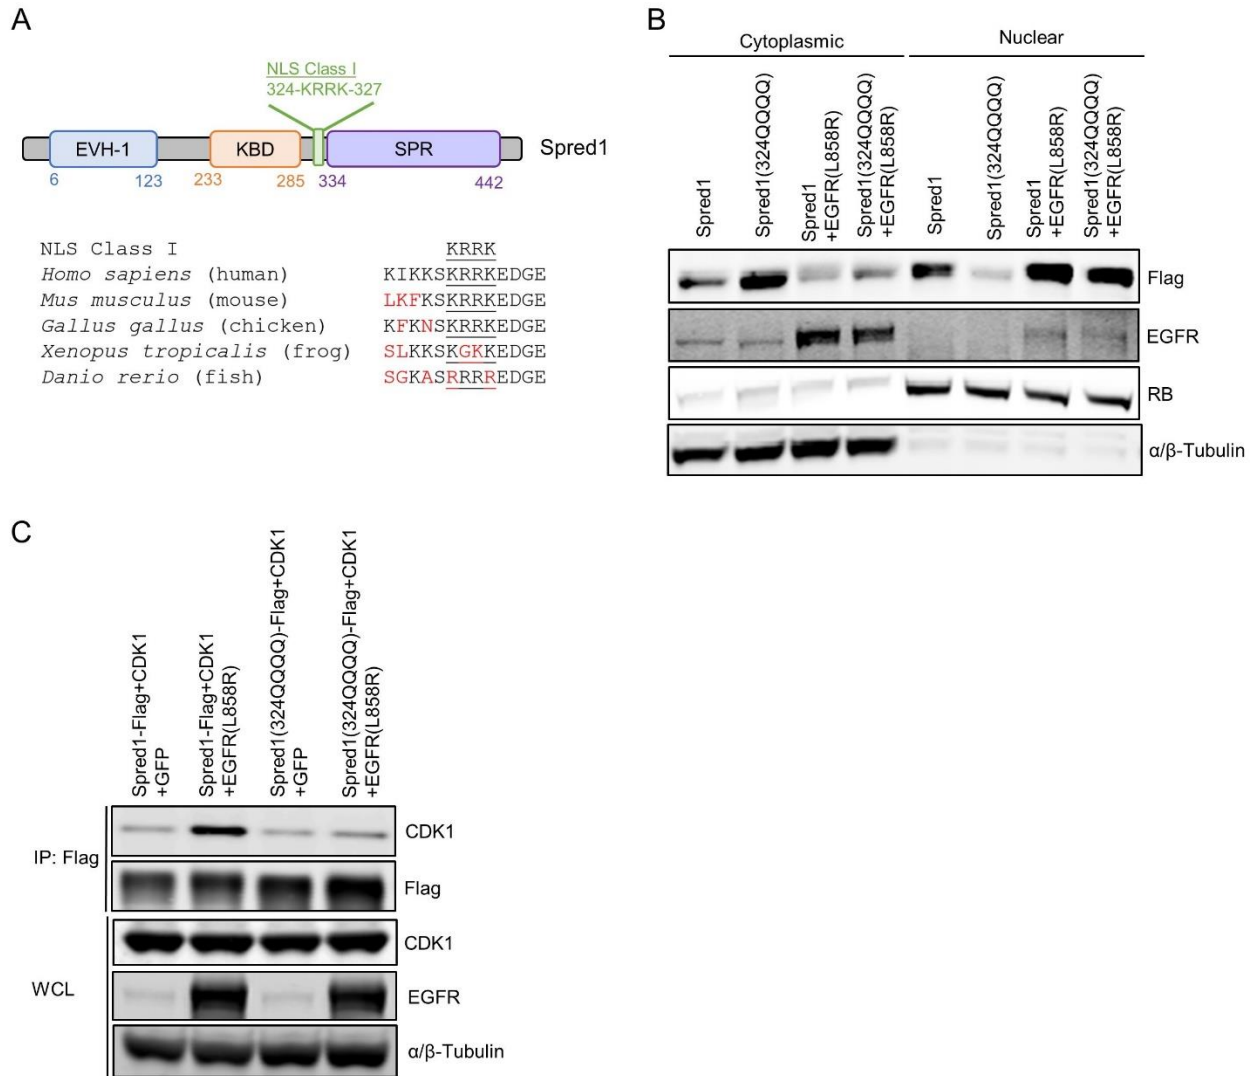 A
NLS Class I
324-KRRK-327
EVH-1
KBD
SPR
Spred1
6
123
233
285
334
442
NLS Class I KRRK
Homo sapiens (human) KIKKSKRRKEDGE
Mus musculus (mouse) LKFKSKRRKEDGE
Gallus gallus (chicken) KFKNSKRRKEDGE
Xenopus tropicalis (frog) SLKKSKGKKEDGE
Danio rerio (fish) SGKASRRRREDGE
B
Cytoplasmic
Nuclear
Spred1
Spred1(324QQQQ)
Spred1
+EGFR(L858R)
Spred1(324QQQQ)
+EGFR(L858R)
Spred1
Spred1(324QQQQ)
Spred1
+EGFR(L858R)
Spred1(324QQQQ)
+EGFR(L858R)
Flag
EGFR
RB
α/β-Tubulin
C
Spred1-Flag+CDK1
+GFP
Spred1-Flag+CDK1
+EGFR(L858R)
Spred1(324QQQQ)-Flag+CDK1
+GFP
Spred1(324QQQQ)-Flag+CDK1
+EGFR(L858R)
IP: Flag
CDK1
Flag
WCL
CDK1
EGFR
α/β-Tubulin